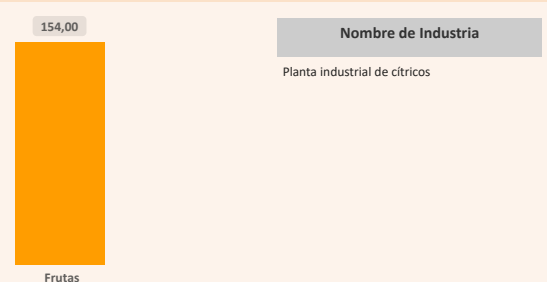 154,00
Frutas
Nombre de Industria
Planta industrial de cítricos